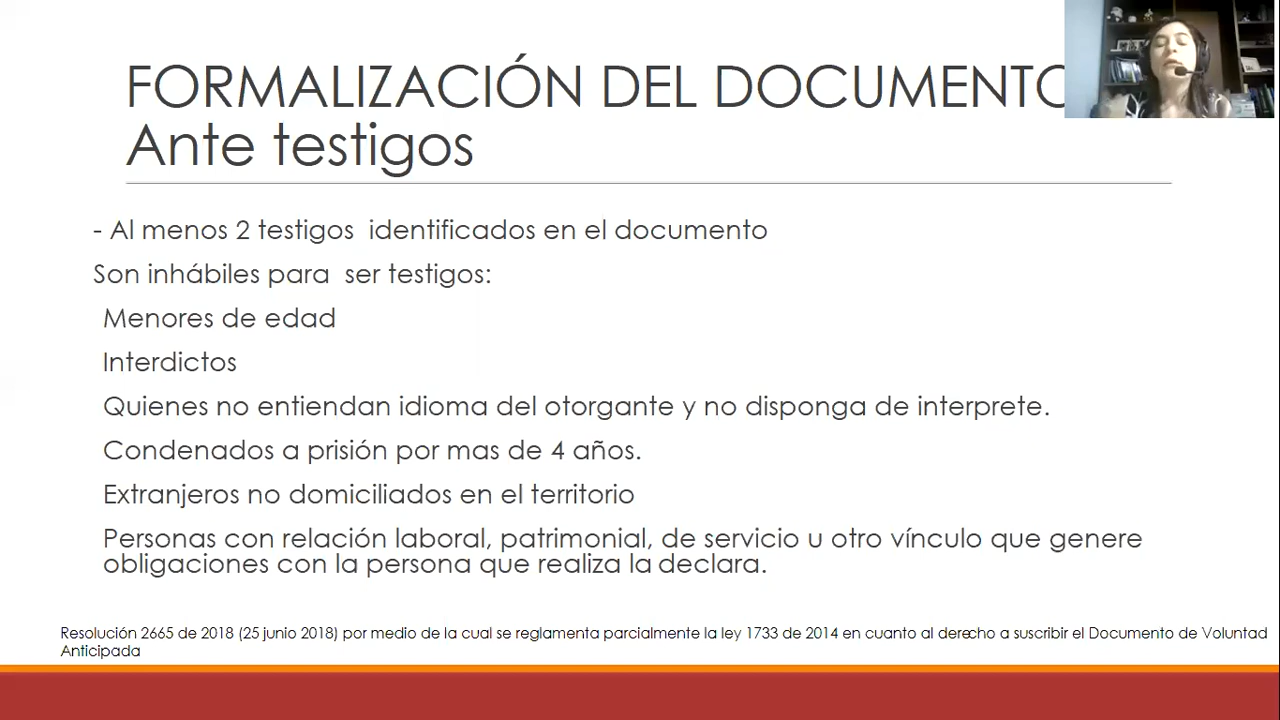 FORMALIZACIÓN DEL DOCUMENTO
Ante testigos
- Al menos 2 testigos identificados en el documento
Son inhábiles para ser testigos:
Menores de edad
Interdictos
Quienes no entiendan idioma del otorgante y no disponga de interprete.
Condenados a prisión por mas de 4 años.
Extranjeros no domiciliados en el territorio
Personas con relación laboral, patrimonial, de servicio u otro vínculo que genere
obligaciones con la persona que realiza la declara.
Resolución 2665 de 2018 (25 junio 2018) por medio de la cual se reglamenta parcialmente la ley 1733 de 2014 en cuanto al derecho a suscribir el Documento de Voluntad
Anticipada